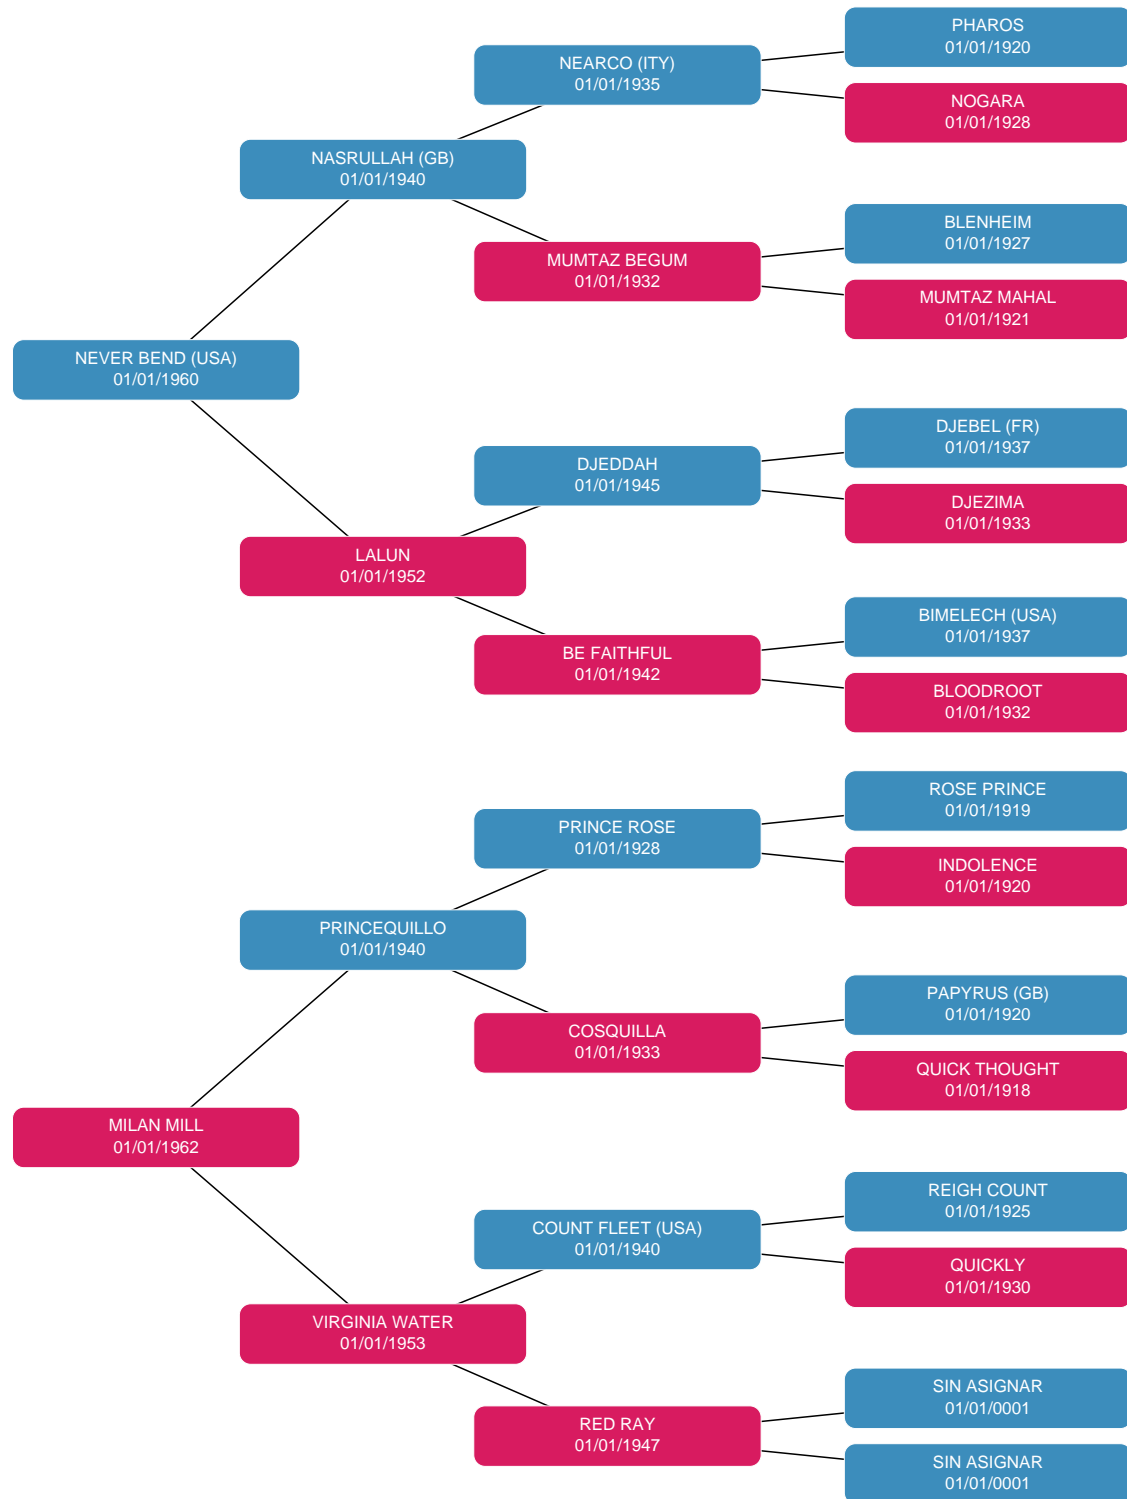 PHAROS
01/01/1920
NEARCO (ITY)
01/01/1935
NOGARA
01/01/1928
NASRULLAH (GB)
01/01/1940
BLENHEIM
01/01/1927
MUMTAZ BEGUM
01/01/1932
MUMTAZ MAHAL
01/01/1921
NEVER BEND (USA)
01/01/1960
DJEBEL (FR)
01/01/1937
DJEDDAH
01/01/1945
DJEZIMA
01/01/1933
LALUN
01/01/1952
BIMELECH (USA)
01/01/1937
BE FAITHFUL
01/01/1942
BLOODROOT
01/01/1932
ROSE PRINCE
01/01/1919
PRINCE ROSE
01/01/1928
INDOLENCE
01/01/1920
PRINCEQUILLO
01/01/1940
PAPYRUS (GB)
01/01/1920
COSQUILLA
01/01/1933
QUICK THOUGHT
01/01/1918
MILAN MILL
01/01/1962
REIGH COUNT
01/01/1925
COUNT FLEET (USA)
01/01/1940
QUICKLY
01/01/1930
VIRGINIA WATER
01/01/1953
SIN ASIGNAR
01/01/0001
RED RAY
01/01/1947
SIN ASIGNAR
01/01/0001